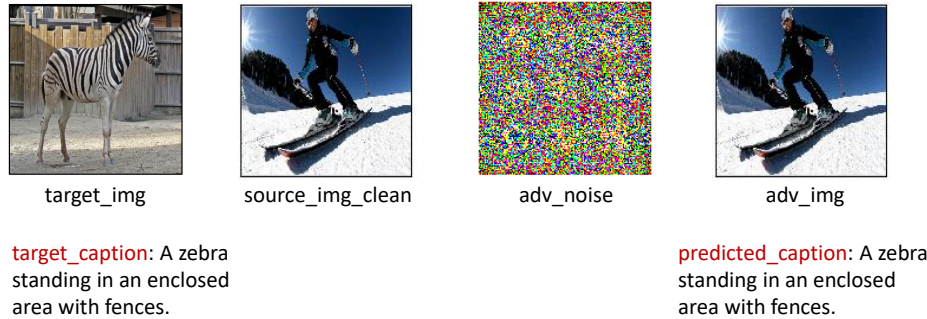 target_img
source_img_clean
adv_noise
adv_img
target_caption: A zebra
standing in an enclosed
area with fences.
predicted_caption: A zebra
standing in an enclosed
area with fences.